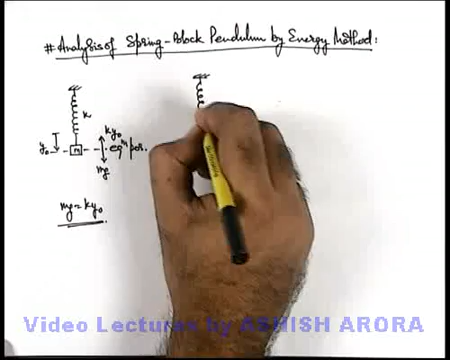 # Analysis of Spring-Block Pendulum by Energy Method:
k
ky₀
y₀ m eqᵐ pos.
mg
mg = ky₀
Video Lectures by ASHISH ARORA